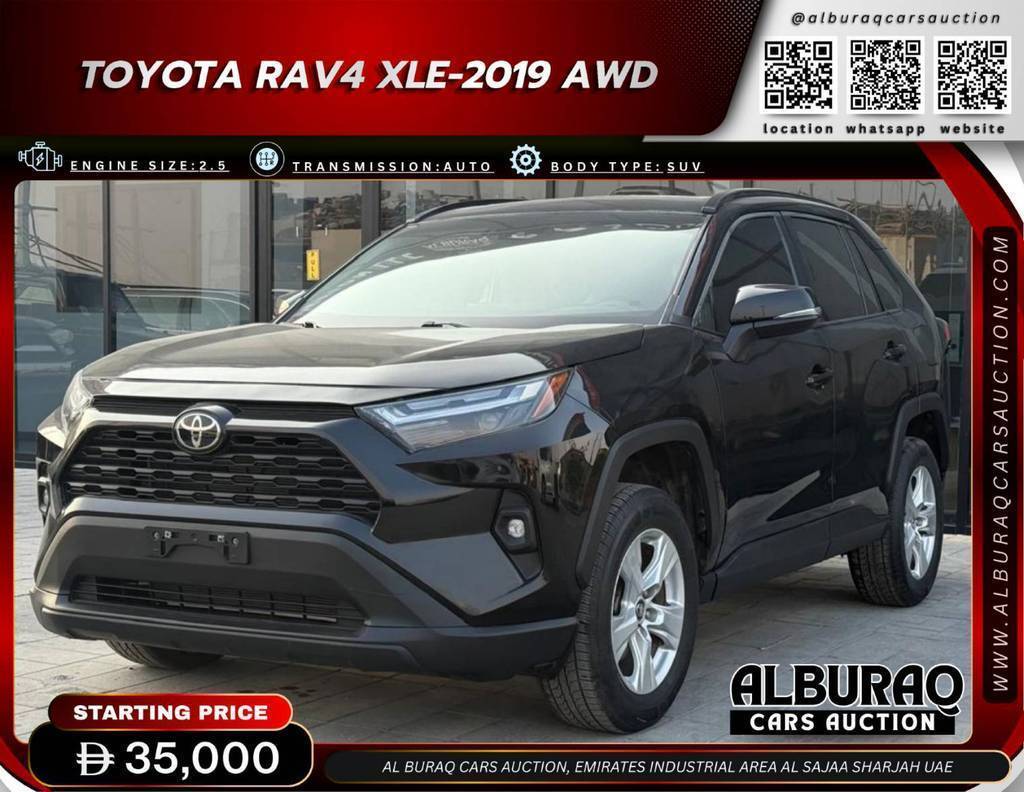 @alburaqcarsauction
TOYOTA RAV4 XLE-2019 AWD
location whatsapp website
ENGINE SIZE:2.5 TRANSMISSION:AUTO BODY TYPE: SUV
PULL
WWW.ALBURAQCARSAUCTION.COM
ALBURAQ
CARS AUCTION
STARTING PRICE
35,000
AL BURAQ CARS AUCTION, EMIRATES INDUSTRIAL AREA AL SAJAA SHARJAH UAE